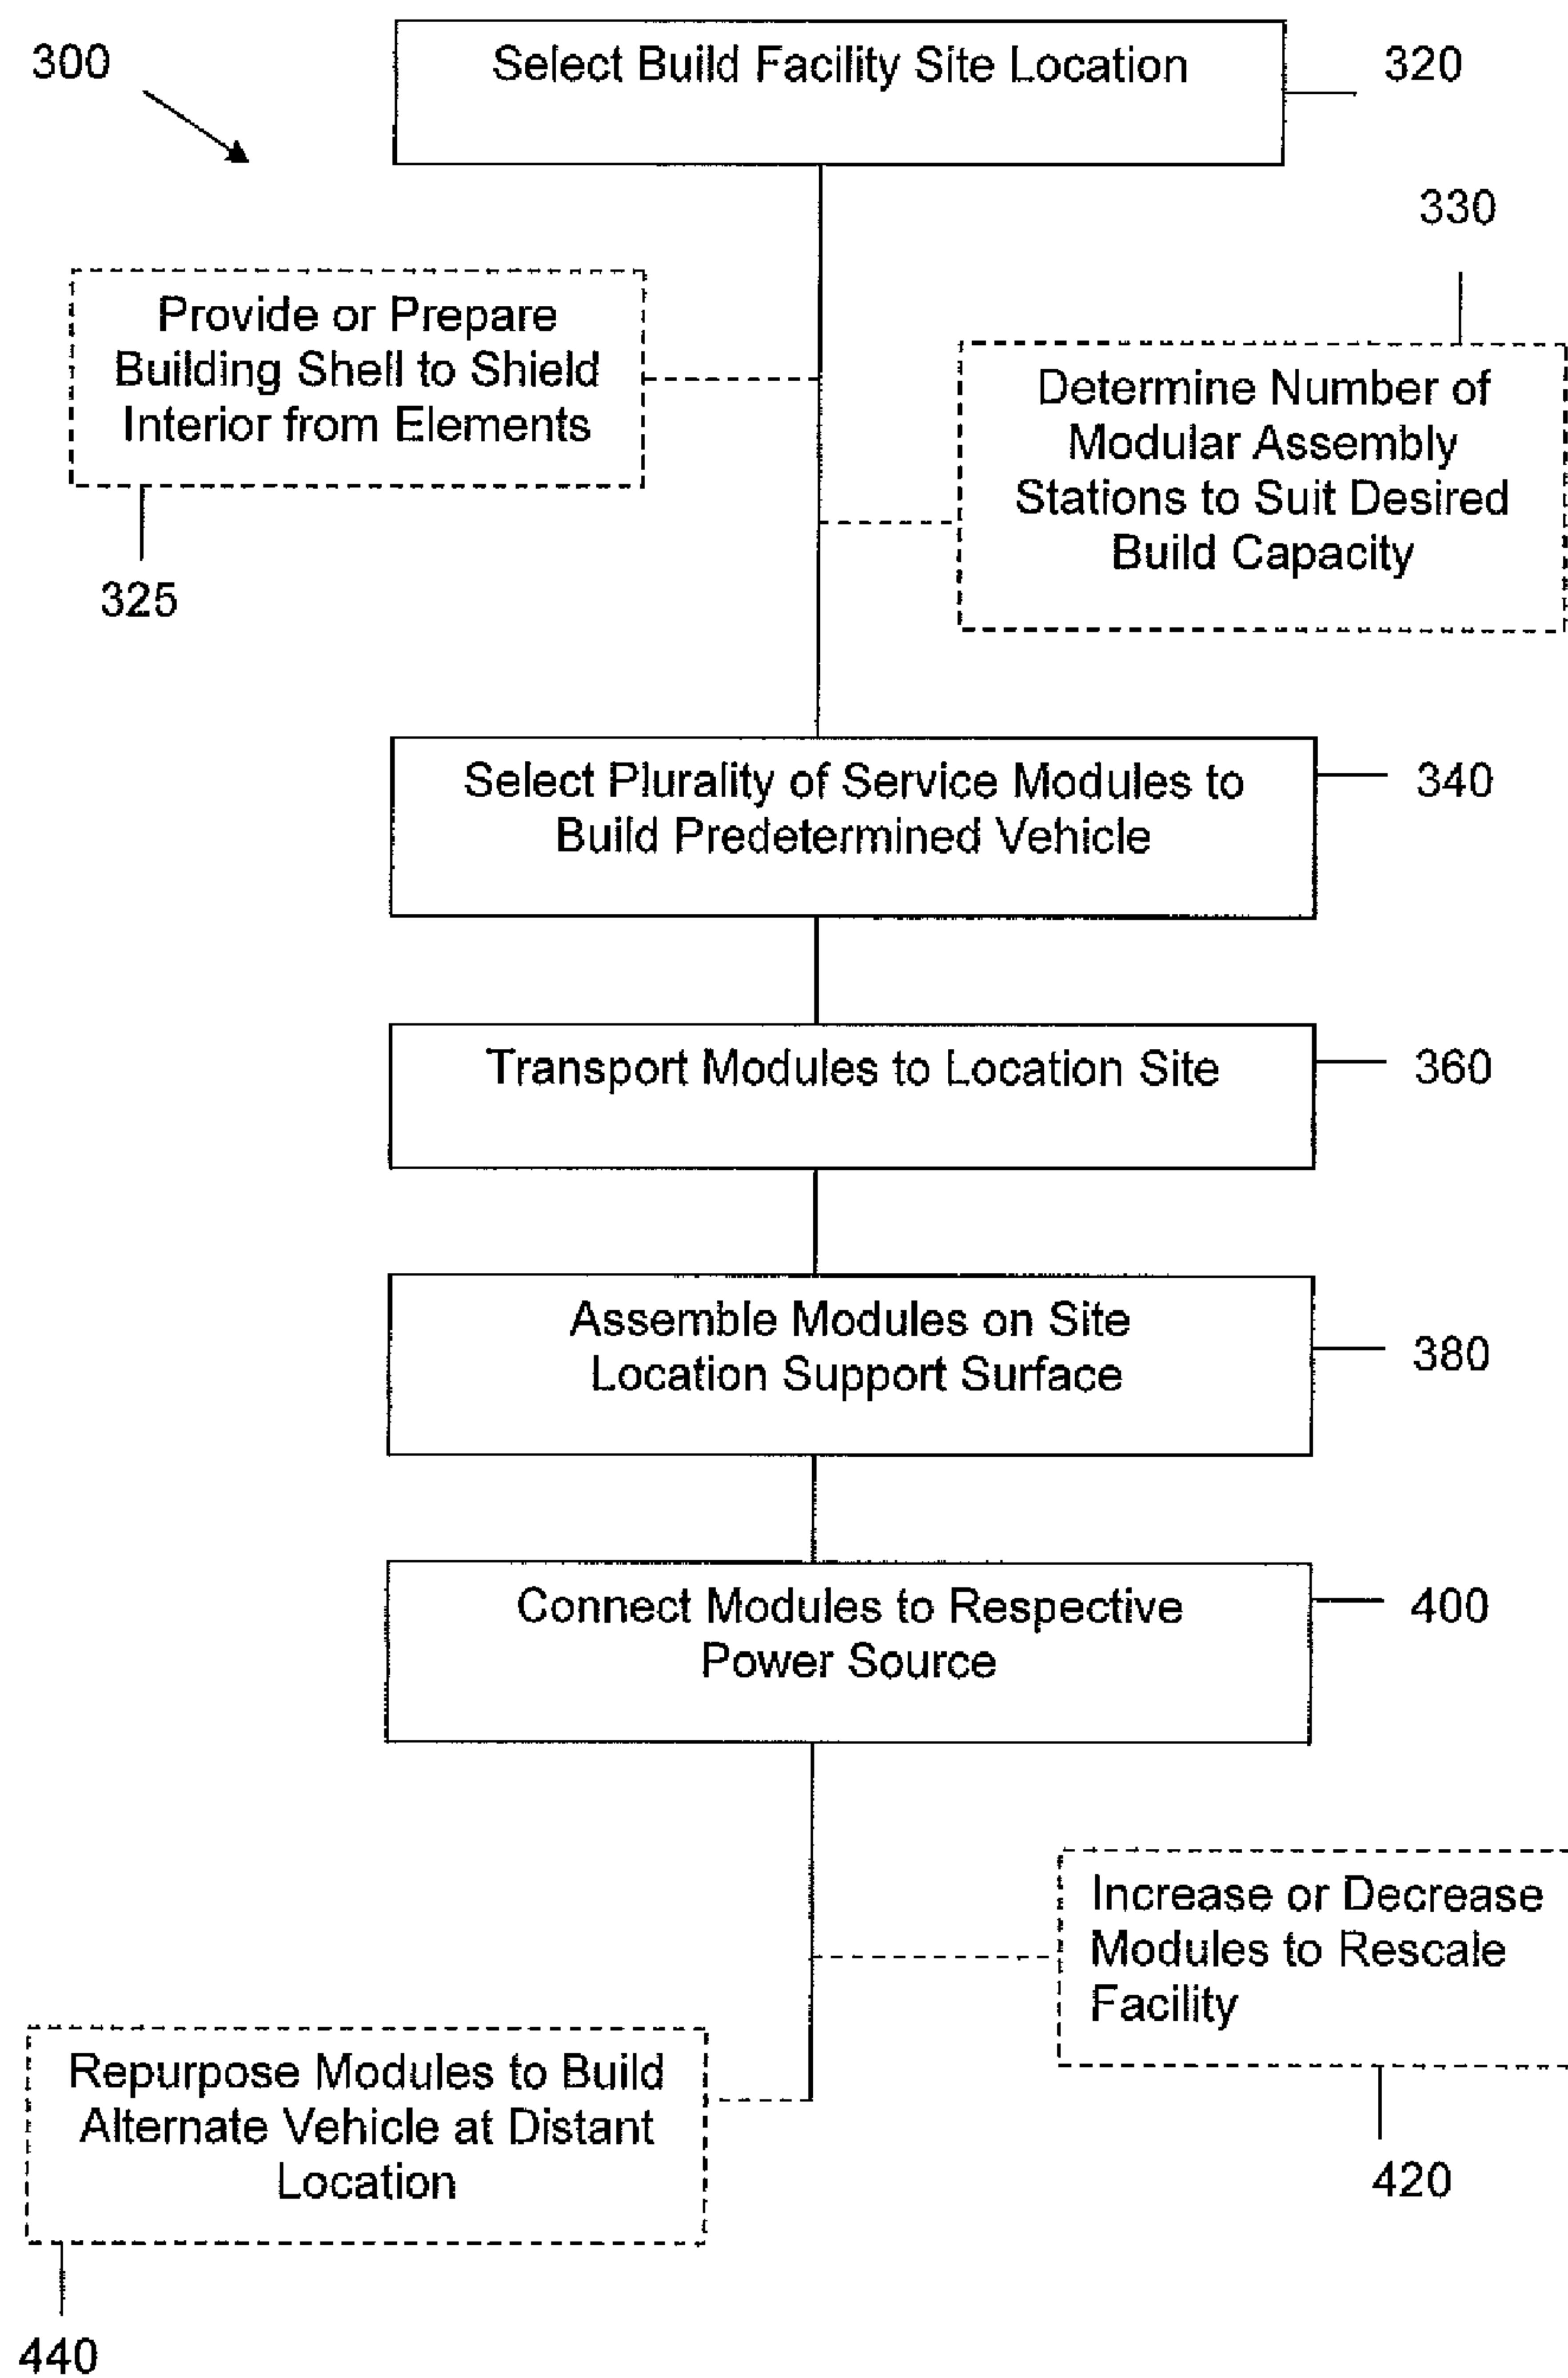 300
Select Build Facility Site Location
320
330
Provide or Prepare
Building Shell to Shield
Interior from Elements
325
Determine Number of
Modular Assembly
Stations to Suit Desired
Build Capacity
Select Plurality of Service Modules to
Build Predetermined Vehicle
340
Transport Modules to Location Site
360
Assemble Modules on Site
Location Support Surface
380
Connect Modules to Respective
Power Source
400
Increase or Decrease
Modules to Rescale
Facility
420
Repurpose Modules to Build
Alternate Vehicle at Distant
Location
440